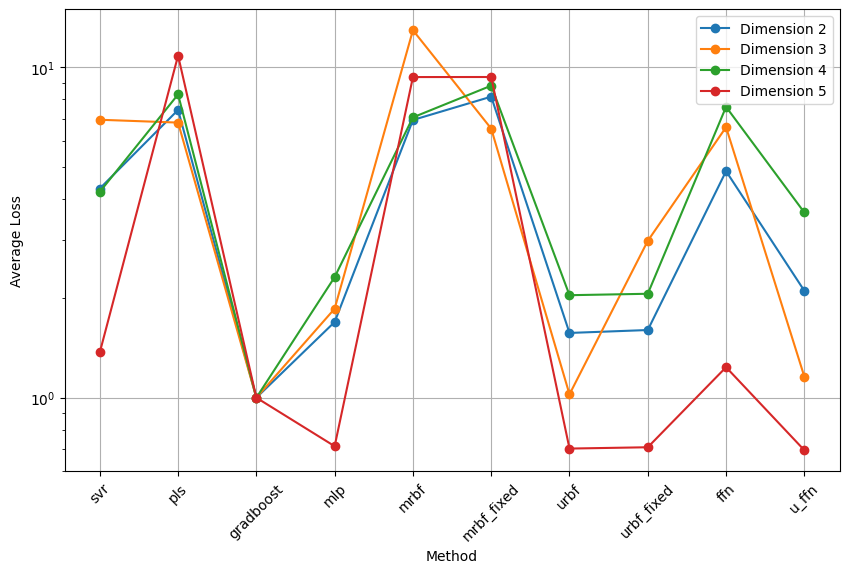 Dimension 2
Dimension 3
Dimension 4
Dimension 5
10^1
10^0
Average Loss
svr
pls
gradboost
mlp
mrbf
mrbf_fixed
urbf
urbf_fixed
ffn
u_ffn
Method